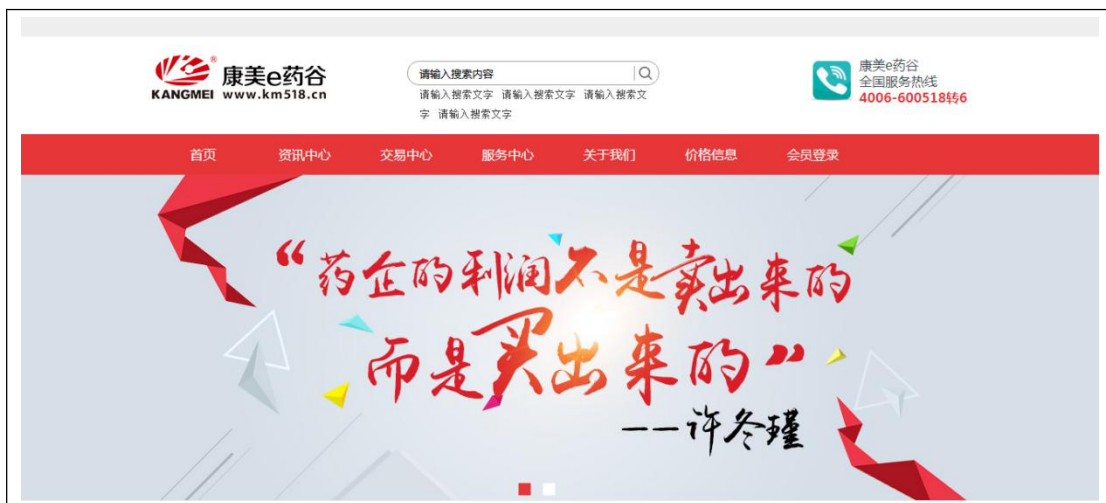 康美e药谷
KANGMEI www.km518.cn
请输入搜索内容
请输入搜索文字 请输入搜索文字 请输入搜索文
字 请输入搜索文字
康美e药谷
全国服务热线
4006-600518转6
首页 资讯中心 交易中心 服务中心 关于我们 价格信息 会员登录
“药企的利润不是卖出来的
而是买出来的”
——许冬瑾